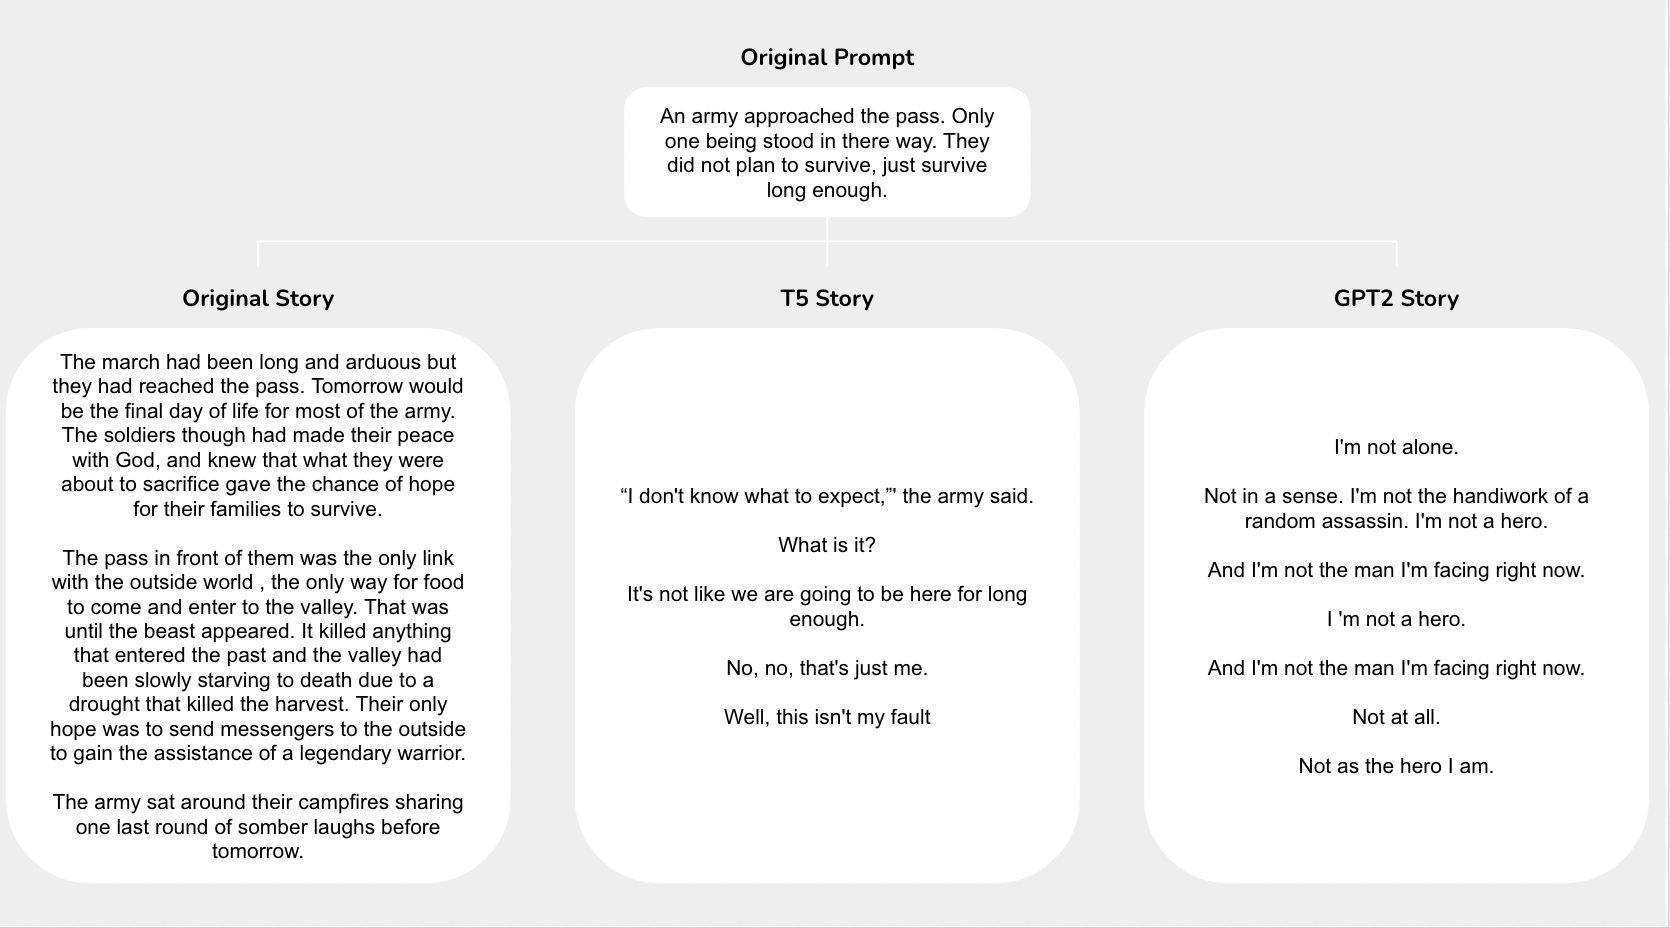 Original Prompt
An army approached the pass. Only
one being stood in there way. They
did not plan to survive, just survive
long enough.
Original Story
The march had been long and arduous but
they had reached the pass. Tomorrow would
be the final day of life for most of the army.
The soldiers though had made their peace
with God, and knew that what they were
about to sacrifice gave the chance of hope
for their families to survive.
The pass in front of them was the only link
with the outside world , the only way for food
to come and enter to the valley. That was
until the beast appeared. It killed anything
that entered the past and the valley had
been slowly starving to death due to a
drought that killed the harvest. Their only
hope was to send messengers to the outside
to gain the assistance of a legendary warrior.
The army sat around their campfires sharing
one last round of somber laughs before
tomorrow.
T5 Story
“I don't know what to expect,”' the army said.
What is it?
It's not like we are going to be here for long
enough.
No, no, that's just me.
Well, this isn't my fault
GPT2 Story
I'm not alone.
Not in a sense. I'm not the handiwork of a
random assassin. I'm not a hero.
And I'm not the man I'm facing right now.
I 'm not a hero.
And I'm not the man I'm facing right now.
Not at all.
Not as the hero I am.